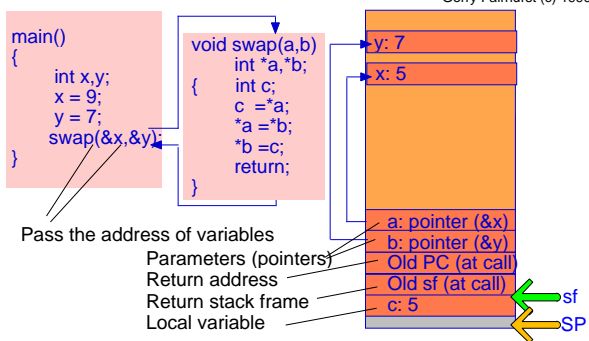 main()
{
int x,y;
x = 9;
y = 7;
swap(&x,&y);
}
void swap(a,b)
int *a,*b;
{ int c;
c =*a;
*a =*b;
*b =c;
return;
}
y: 7
x: 5
a: pointer (&x)
b: pointer (&y)
Old PC (at call)
Old sf (at call)
c: 5
sf
SP
Pass the address of variables
Parameters (pointers)
Return address
Return stack frame
Local variable